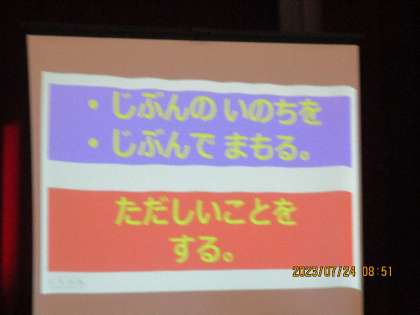 ・じぶんの いのちを
・じぶんで まもる。
ただしいことを
する。
2023/07/24 08:51